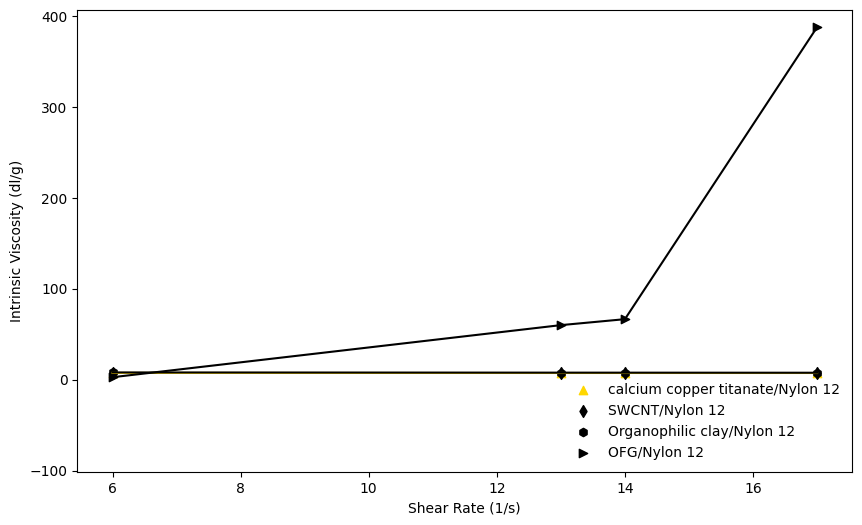 400
300
200
100
0
−100
6
8
10
12
14
16
Intrinsic Viscosity (dl/g)
Shear Rate (1/s)
calcium copper titanate/Nylon 12
SWCNT/Nylon 12
Organophilic clay/Nylon 12
OFG/Nylon 12